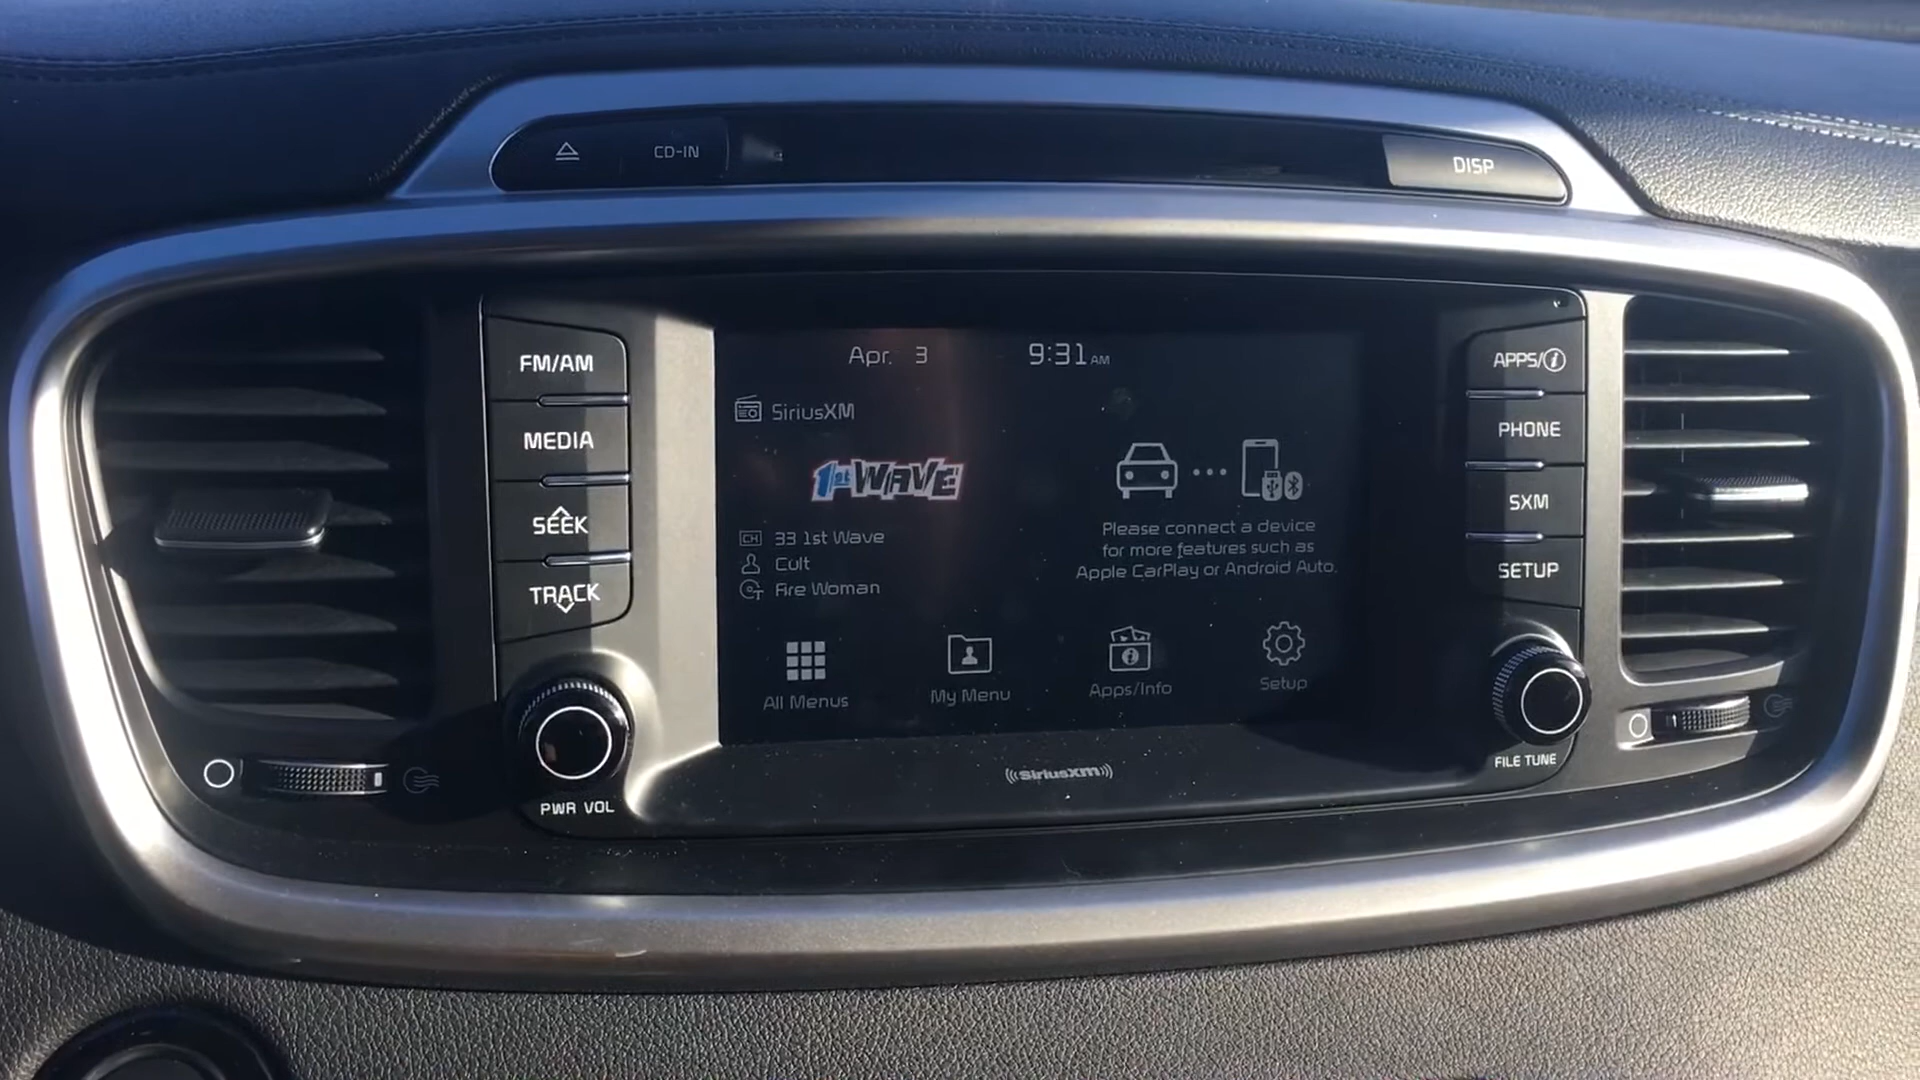 CD-IN
DISP
FM/AM
MEDIA
SEEK
TRACK
PWR VOL
Apr. 3
9:31 AM
SiriusXM
1st WAVE
CH 33 1st Wave
Cult
Fire Woman
Please connect a device
for more features such as
Apple CarPlay or Android Auto.
All Menus
My Menu
Apps/Info
Setup
SiriusXM
APPS/i
PHONE
SXM
SETUP
FILE TUNE